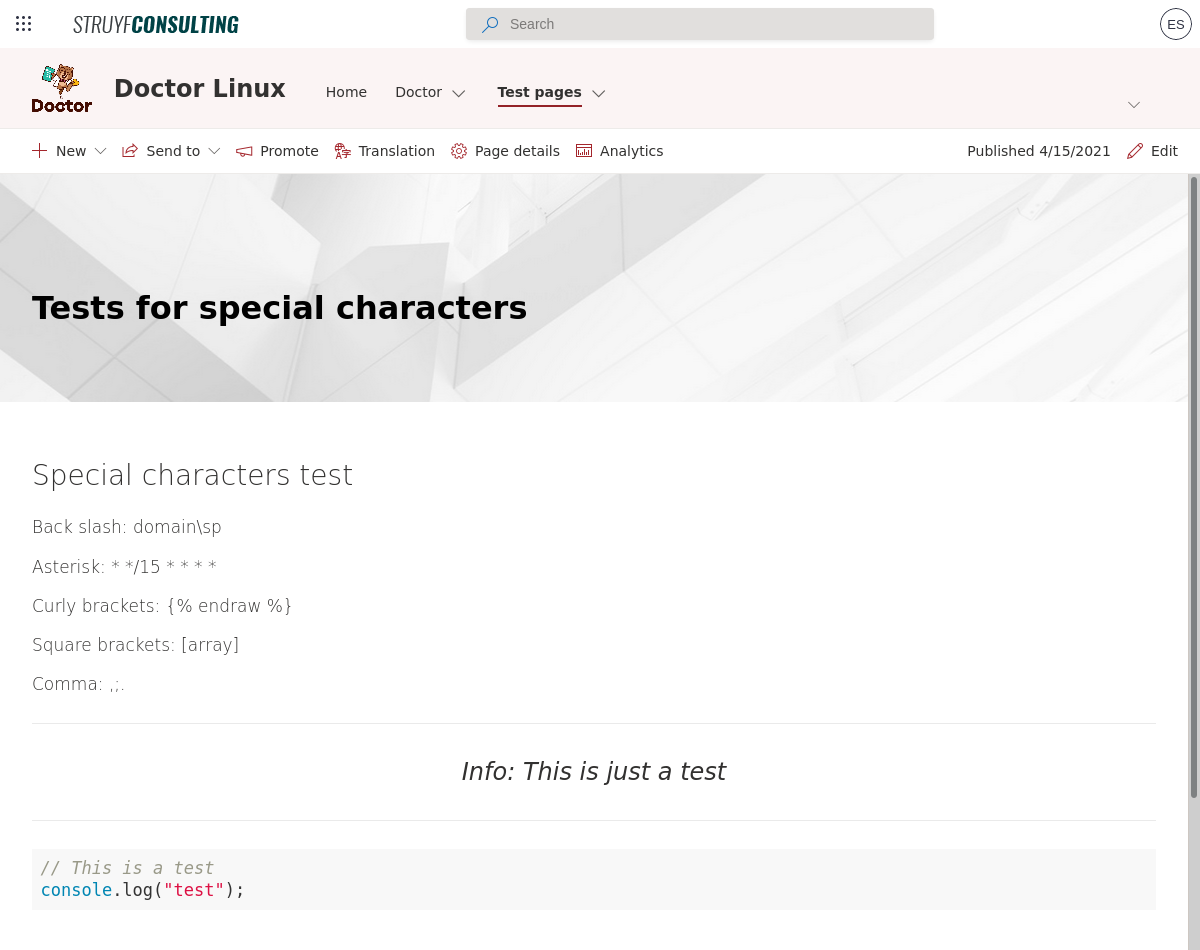 STRUYFCONSULTING
Search
ES
Doctor
Doctor Linux
Home
Doctor
Test pages
New
Send to
Promote
Translation
Page details
Analytics
Published 4/15/2021
Edit
Tests for special characters
Special characters test
Back slash: domain\sp
Asterisk: * */15 * * * *
Curly brackets: {% endraw %}
Square brackets: [array]
Comma: ,;.
Info: This is just a test
// This is a test
console.log("test");